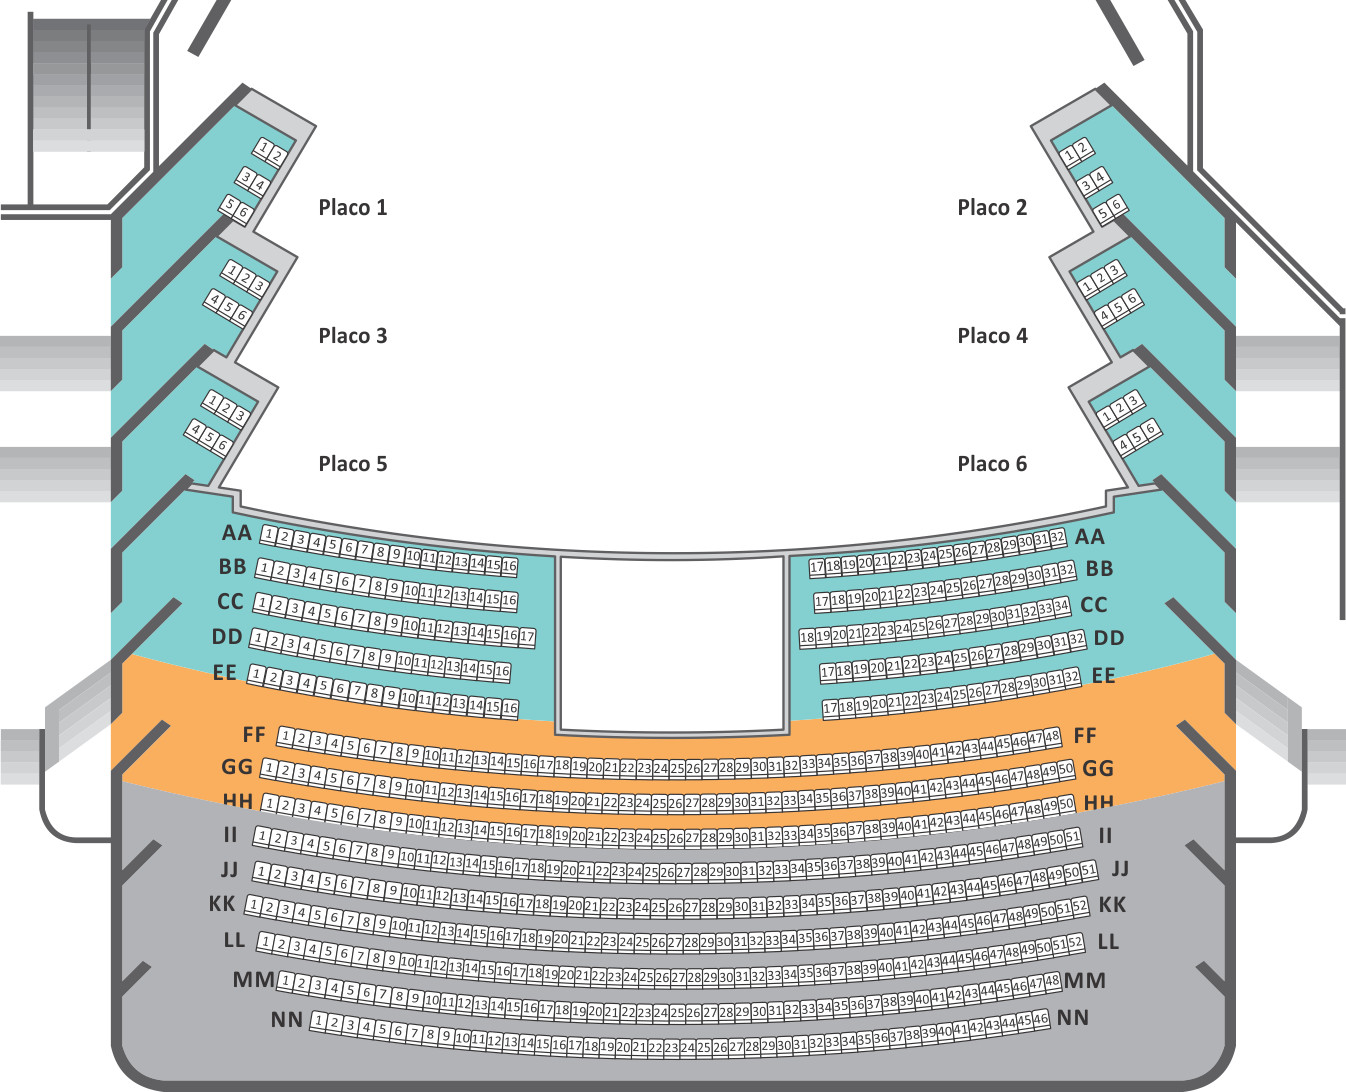 1 2
3 4
5 6
Placo 1
1 2
3 4
5 6
Placo 2
1 2 3
4 5 6
Placo 3
1 2 3
4 5 6
Placo 4
1 2 3
4 5 6
Placo 5
1 2 3
4 5 6
Placo 6
AA 1 2 3 4 5 6 7 8 9 10 11 12 13 14 15 16 17 18 19 20 21 22 23 24 25 26 27 28 29 30 31 32 AA
BB 1 2 3 4 5 6 7 8 9 10 11 12 13 14 15 16 17 18 19 20 21 22 23 24 25 26 27 28 29 30 31 32 BB
CC 1 2 3 4 5 6 7 8 9 10 11 12 13 14 15 16 17 18 19 20 21 22 23 24 25 26 27 28 29 30 31 32 33 34 CC
DD 1 2 3 4 5 6 7 8 9 10 11 12 13 14 15 16 17 18 19 20 21 22 23 24 25 26 27 28 29 30 31 32 DD
EE 1 2 3 4 5 6 7 8 9 10 11 12 13 14 15 16 17 18 19 20 21 22 23 24 25 26 27 28 29 30 31 32 EE
FF 1 2 3 4 5 6 7 8 9 10 11 12 13 14 15 16 17 18 19 20 21 22 23 24 25 26 27 28 29 30 31 32 33 34 35 36 37 38 39 40 41 42 43 44 45 46 47 48 FF
GG 1 2 3 4 5 6 7 8 9 10 11 12 13 14 15 16 17 18 19 20 21 22 23 24 25 26 27 28 29 30 31 32 33 34 35 36 37 38 39 40 41 42 43 44 45 46 47 48 49 50 GG
HH 1 2 3 4 5 6 7 8 9 10 11 12 13 14 15 16 17 18 19 20 21 22 23 24 25 26 27 28 29 30 31 32 33 34 35 36 37 38 39 40 41 42 43 44 45 46 47 48 49 50 HH
II 1 2 3 4 5 6 7 8 9 10 11 12 13 14 15 16 17 18 19 20 21 22 23 24 25 26 27 28 29 30 31 32 33 34 35 36 37 38 39 40 41 42 43 44 45 46 47 48 49 50 51 II
JJ 1 2 3 4 5 6 7 8 9 10 11 12 13 14 15 16 17 18 19 20 21 22 23 24 25 26 27 28 29 30 31 32 33 34 35 36 37 38 39 40 41 42 43 44 45 46 47 48 49 50 51 JJ
KK 1 2 3 4 5 6 7 8 9 10 11 12 13 14 15 16 17 18 19 20 21 22 23 24 25 26 27 28 29 30 31 32 33 34 35 36 37 38 39 40 41 42 43 44 45 46 47 48 49 50 51 52 KK
LL 1 2 3 4 5 6 7 8 9 10 11 12 13 14 15 16 17 18 19 20 21 22 23 24 25 26 27 28 29 30 31 32 33 34 35 36 37 38 39 40 41 42 43 44 45 46 47 48 49 50 51 52 LL
MM 1 2 3 4 5 6 7 8 9 10 11 12 13 14 15 16 17 18 19 20 21 22 23 24 25 26 27 28 29 30 31 32 33 34 35 36 37 38 39 40 41 42 43 44 45 46 47 48 MM
NN 1 2 3 4 5 6 7 8 9 10 11 12 13 14 15 16 17 18 19 20 21 22 23 24 25 26 27 28 29 30 31 32 33 34 35 36 37 38 39 40 41 42 43 44 45 46 NN